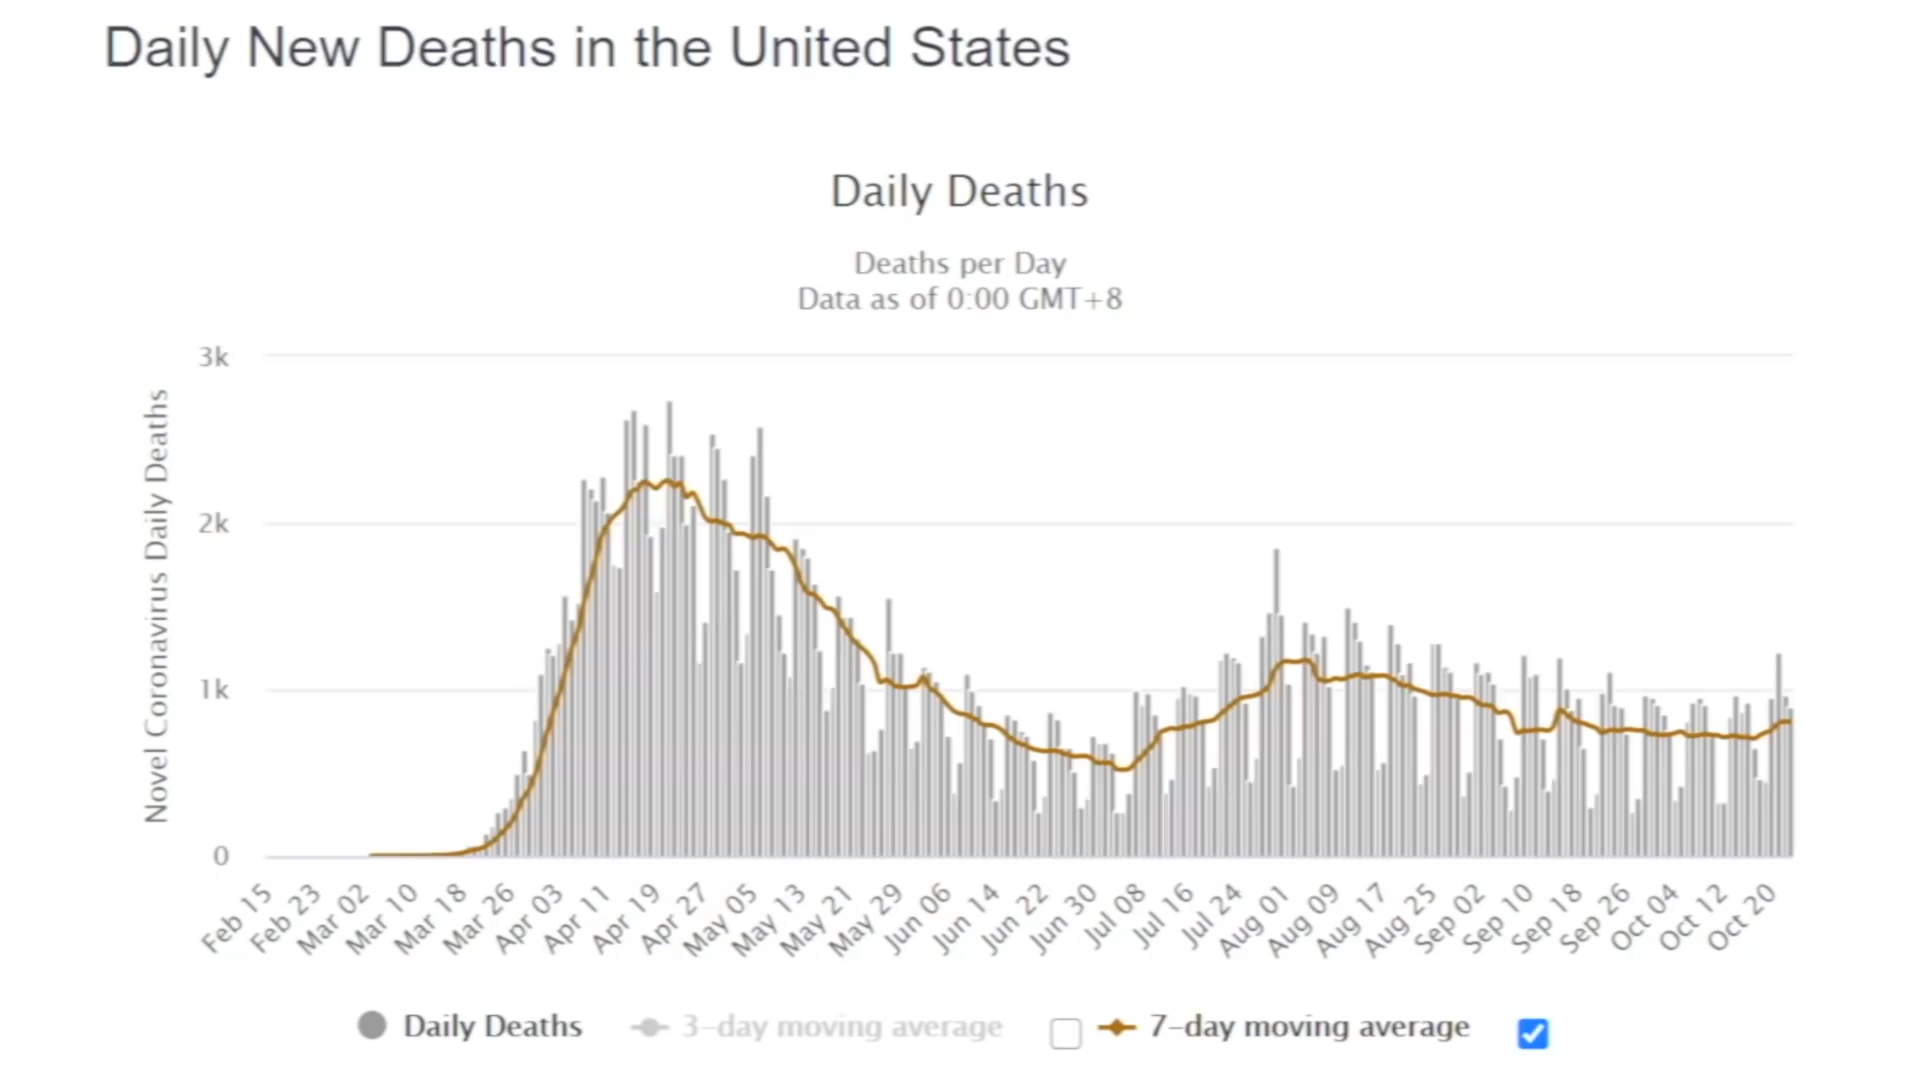 Daily New Deaths in the United States
Daily Deaths
Deaths per Day
Data as of 0:00 GMT+8
Novel Coronavirus Daily Deaths
3k
2k
1k
0
Feb 15
Feb 23
Mar 02
Mar 10
Mar 18
Mar 26
Apr 03
Apr 11
Apr 19
Apr 27
May 05
May 13
May 21
May 29
Jun 06
Jun 14
Jun 22
Jun 30
Jul 08
Jul 16
Jul 24
Aug 01
Aug 09
Aug 17
Aug 25
Sep 02
Sep 10
Sep 18
Sep 26
Oct 04
Oct 12
Oct 20
Daily Deaths 3-day moving average 7-day moving average